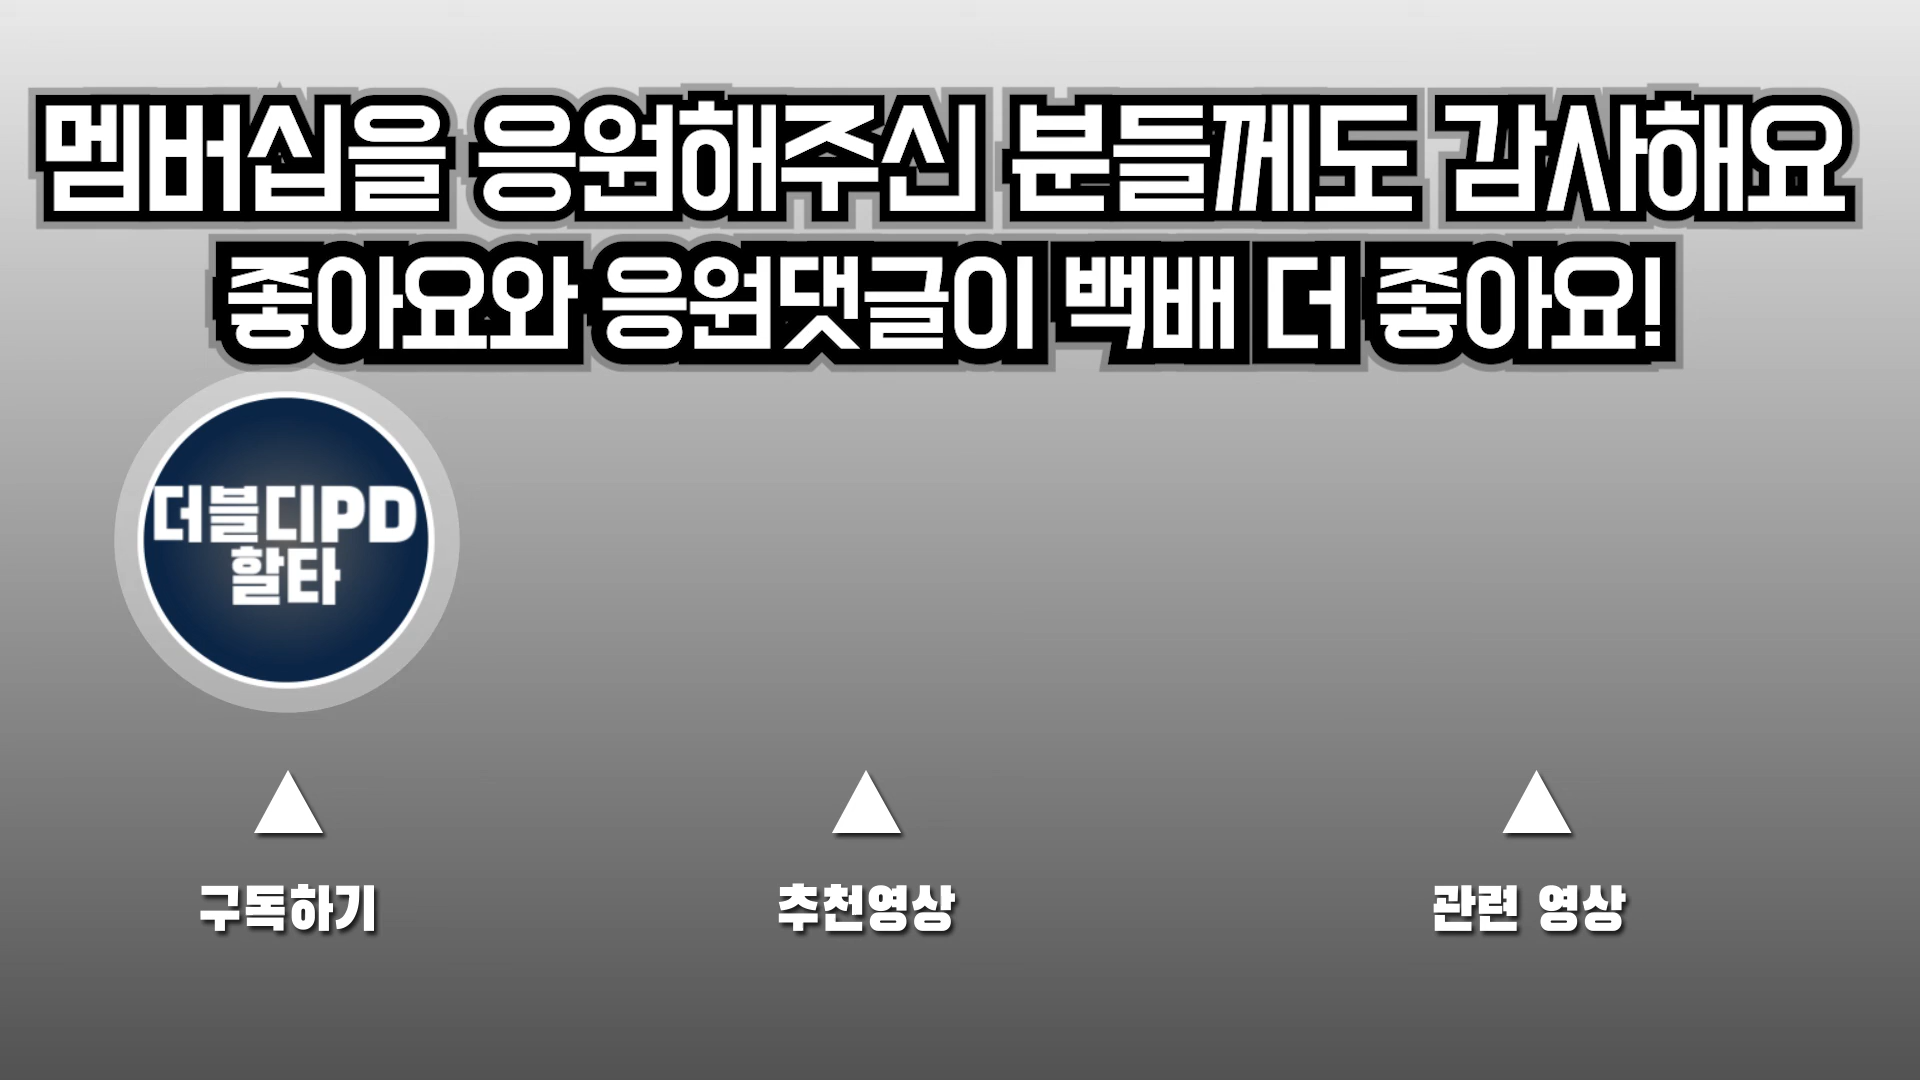 멤버십을 응원해주신 분들께도 감사해요
좋아요와 응원댓글이 백배 더 좋아요!
더블디PD
할타
구독하기
추천영상
관련 영상